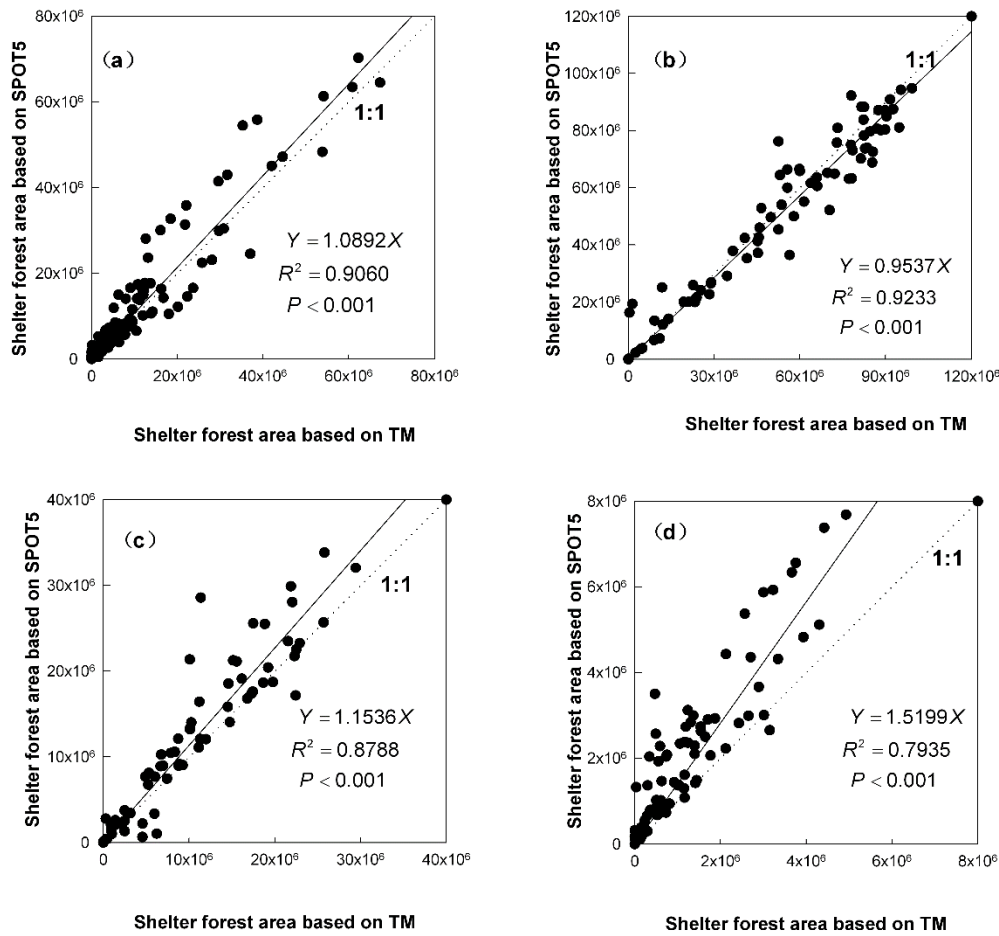 80x10⁶
60x10⁶
40x10⁶
20x10⁶
0
Shelter forest area based on SPOT5
(a)
1:1
Y = 1.0892X
R² = 0.9060
P < 0.001
0 20x10⁶ 40x10⁶ 60x10⁶ 80x10⁶
Shelter forest area based on TM
120x10⁶
100x10⁶
80x10⁶
60x10⁶
40x10⁶
20x10⁶
0
Shelter forest area based on SPOT5
(b)
1:1
Y = 0.9537X
R² = 0.9233
P < 0.001
0 30x10⁶ 60x10⁶ 90x10⁶ 120x10⁶
Shelter forest area based on TM
40x10⁶
30x10⁶
20x10⁶
10x10⁶
0
Shelter forest area based on SPOT5
(c)
1:1
Y = 1.1536X
R² = 0.8788
P < 0.001
0 10x10⁶ 20x10⁶ 30x10⁶ 40x10⁶
Shelter forest area based on TM
8x10⁶
6x10⁶
4x10⁶
2x10⁶
0
Shelter forest area based on SPOT5
(d)
1:1
Y = 1.5199X
R² = 0.7935
P < 0.001
0 2x10⁶ 4x10⁶ 6x10⁶ 8x10⁶
Shelter forest area based on TM